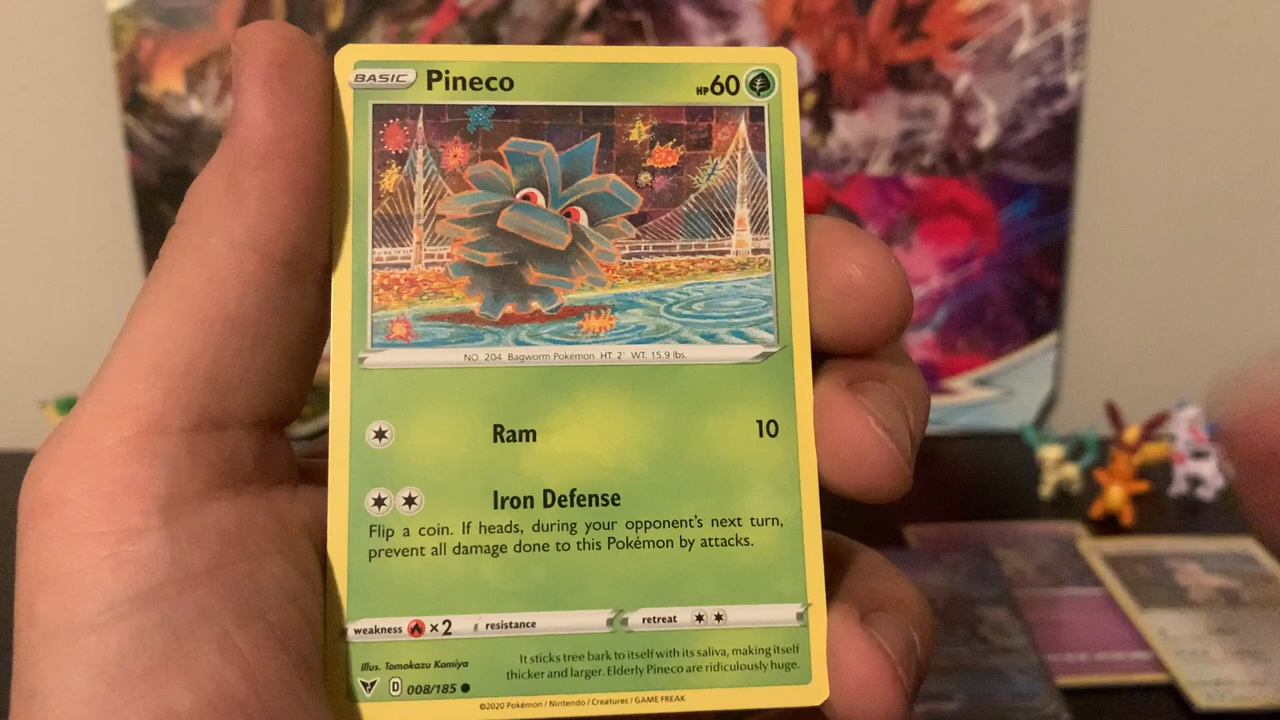 BASIC Pineco HP 60
NO. 204 Bagworm Pokémon HT: 2' WT: 15.9 lbs.
Ram 10
Iron Defense
Flip a coin. If heads, during your opponent's next turn,
prevent all damage done to this Pokémon by attacks.
weakness ×2 resistance retreat
It sticks tree bark to itself with its saliva, making itself
thicker and larger. Elderly Pineco are ridiculously huge.
Illus. Tomokazu Komiya
D 008/185
©2020 Pokémon / Nintendo / Creatures / GAME FREAK